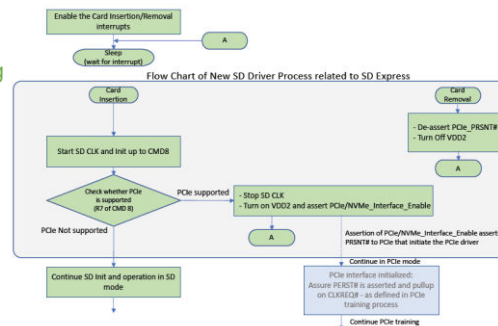 Enable the Card Insertion/Removal
interrupts
A
Sleep
(wait for interrupt)
g
Flow Chart of New SD Driver Process related to SD Express
Card
Insertion
Card
Removal
Start SD CLK and Init up to CMD8
- De-assert PCIe_PRSNT#
- Turn Off VDD2
A
Check whether PCIe
is supported
(R7 of CMD 8)
PCIe supported
- Stop SD CLK
- Turn on VDD2 and assert PCIe/NVMe_Interface_Enable
PCIe Not supported
A
Assertion of PCIe/NVMe_Interface_Enable assert
PRSNT# to PCIe that initiate the PCIe driver
Continue in PCIe mode
Continue SD Init and operation in SD
mode
PCIe interface initialized:
Assure PERST# is asserted and pullup
on CLKREQ# - as defined in PCIe
training process
Continue PCIe training